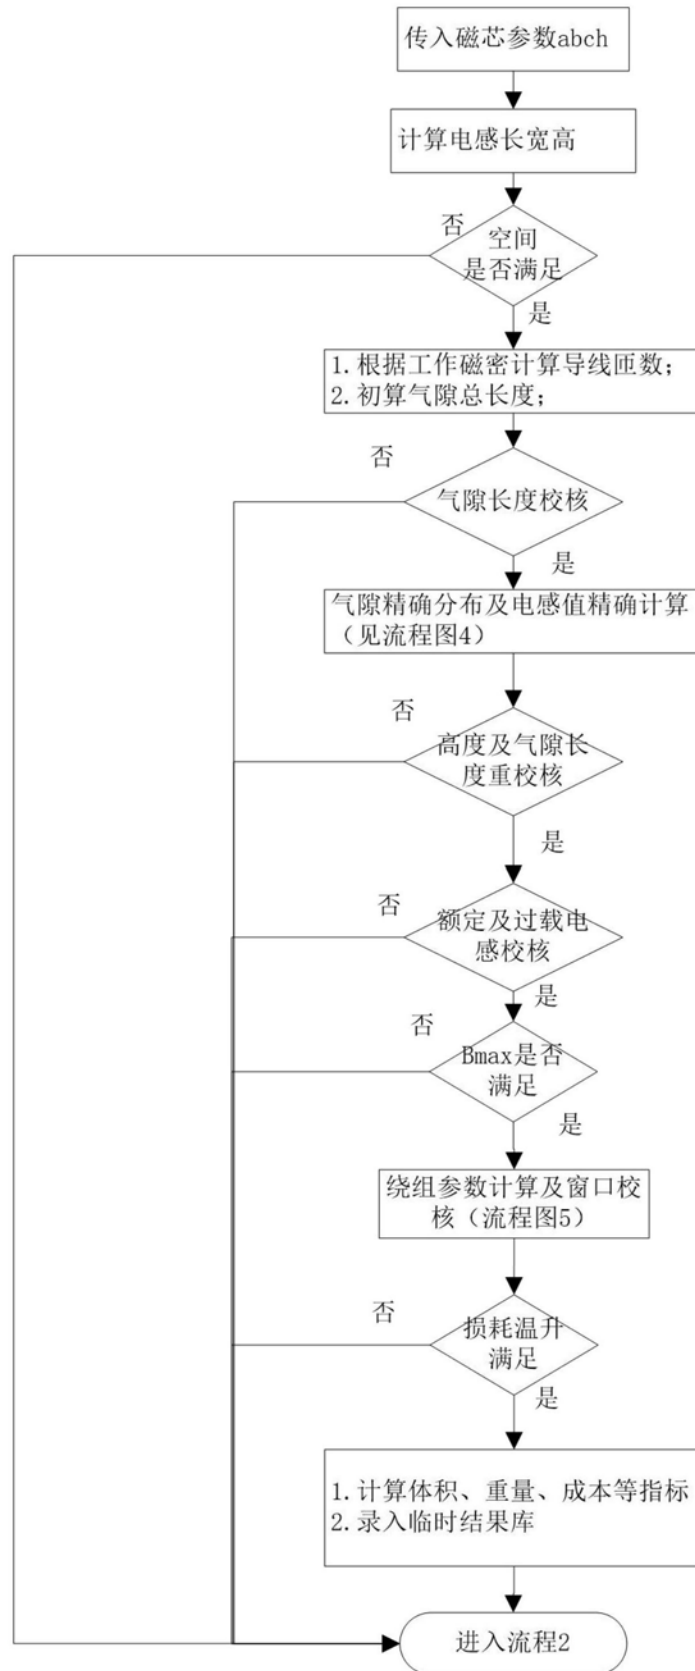 传入磁芯参数abch
计算电感长宽高
否
空间
是否满足
是
1.根据工作磁密计算导线匝数;
2.初算气隙总长度;
否
气隙长度校核
是
气隙精确分布及电感值精确计算
（见流程图4）
否
高度及气隙长
度重校核
是
否
额定及过载电
感校核
是
否
Bmax是否
满足
是
绕组参数计算及窗口校
核（流程图5）
否
损耗温升
满足
是
1.计算体积、重量、成本等指标
2.录入临时结果库
进入流程2